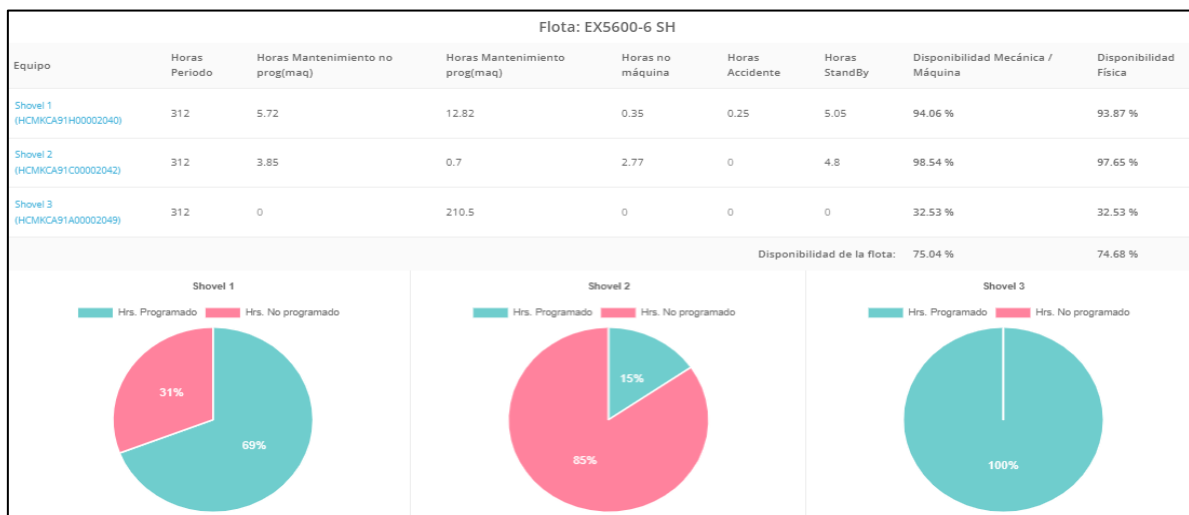 Flota: EX5600-6 SH
Equipo Horas Periodo Horas Mantenimiento no prog(maq) Horas Mantenimiento prog(maq) Horas no máquina Horas Accidente Horas StandBy Disponibilidad Mecánica / Máquina Disponibilidad Física
Shovel 1 (HCMKCA91H00002040) 312 5.72 12.82 0.35 0.25 5.05 94.06 % 93.87 %
Shovel 2 (HCMKCA91C00002042) 312 3.85 0.7 2.77 0 4.8 98.54 % 97.65 %
Shovel 3 (HCMKCA91A00002049) 312 0 210.5 0 0 0 32.53 % 32.53 %
Disponibilidad de la flota: 75.04 % 74.68 %
Shovel 1
Hrs. Programado Hrs. No programado
31%
69%
Shovel 2
Hrs. Programado Hrs. No programado
15%
85%
Shovel 3
Hrs. Programado Hrs. No programado
100%